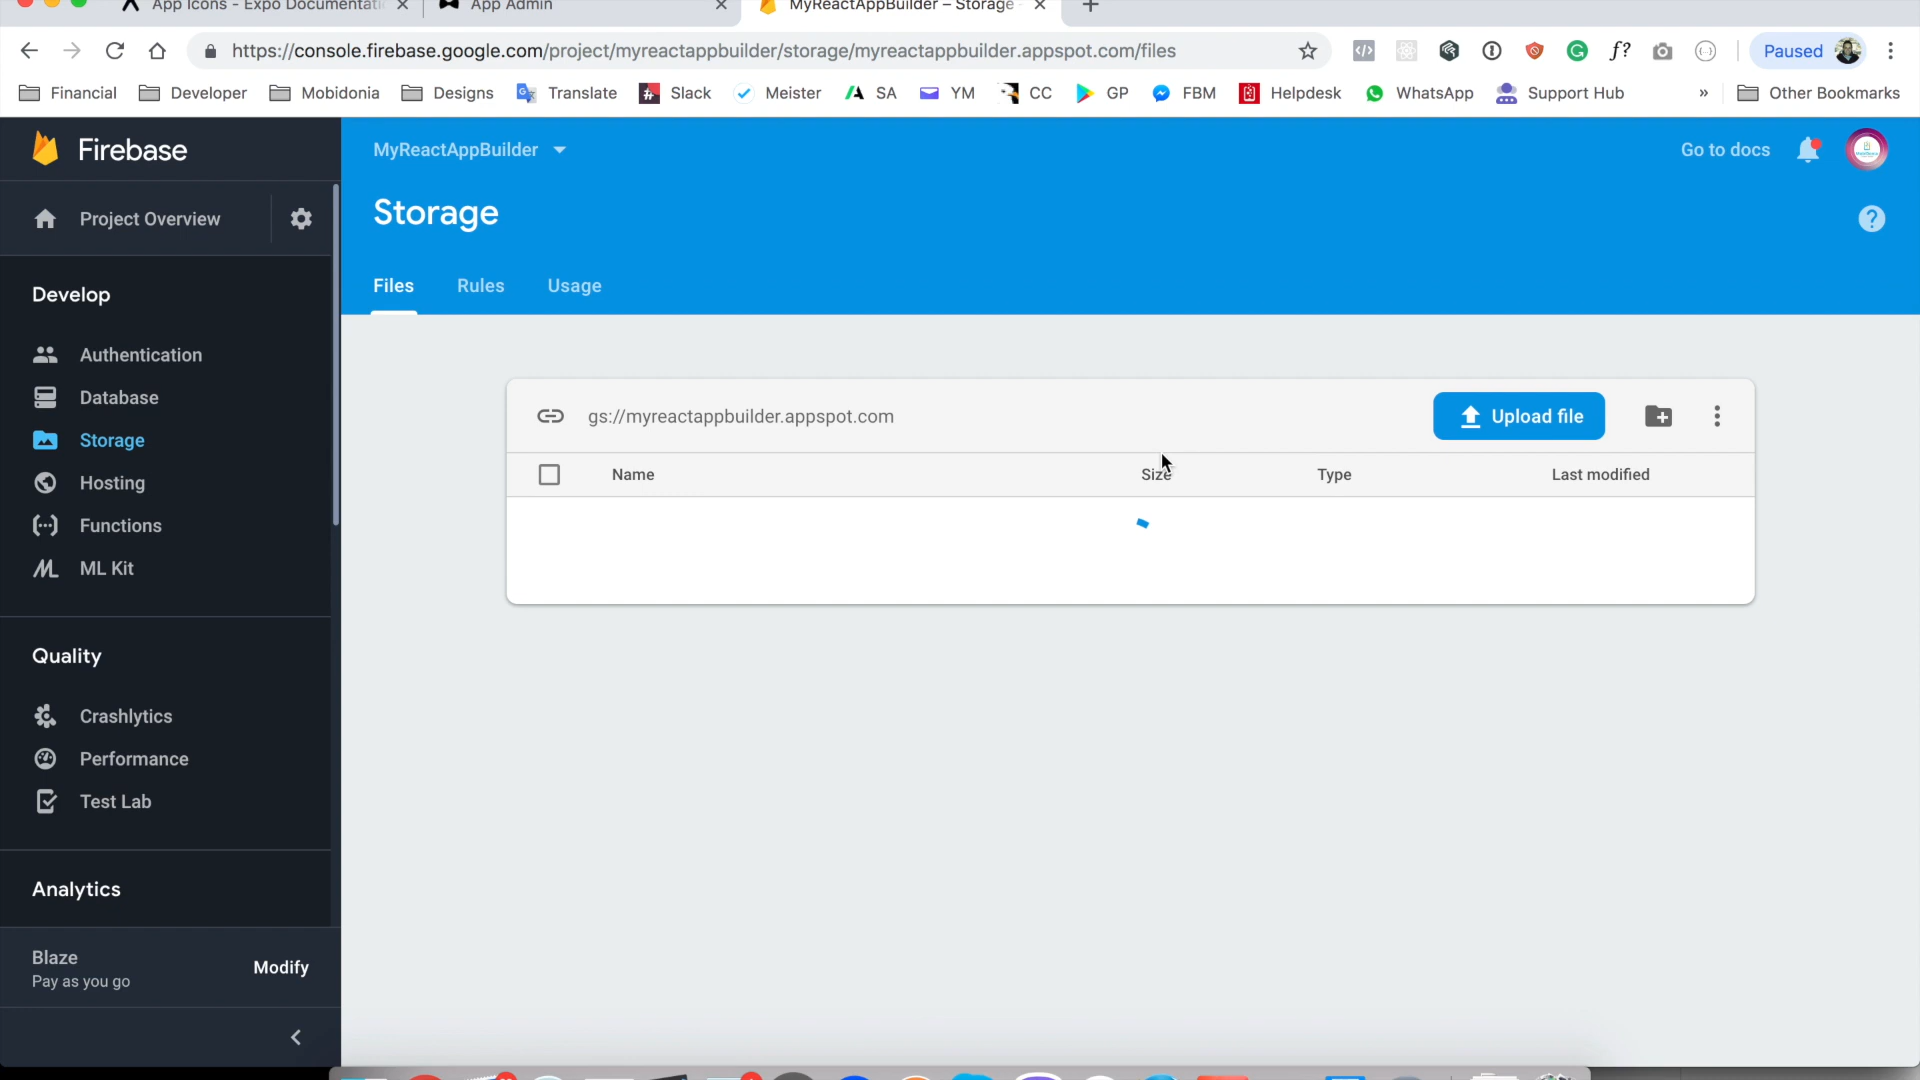 App Icons - Expo Documentati
App Admin
MyReactAppBuilder – Storage
https://console.firebase.google.com/project/myreactappbuilder/storage/myreactappbuilder.appspot.com/files
f?
Paused
Financial
Developer
Mobidonia
Designs
Translate
Slack
Meister
SA
YM
CC
GP
FBM
Helpdesk
WhatsApp
Support Hub
»
Other Bookmarks
Firebase
MyReactAppBuilder
Go to docs
Project Overview
Storage
?
Files
Rules
Usage
Develop
Authentication
Database
Storage
Hosting
Functions
ML Kit
gs://myreactappbuilder.appspot.com
Upload file
Name
Size
Type
Last modified
Quality
Crashlytics
Performance
Test Lab
Analytics
Blaze
Pay as you go
Modify